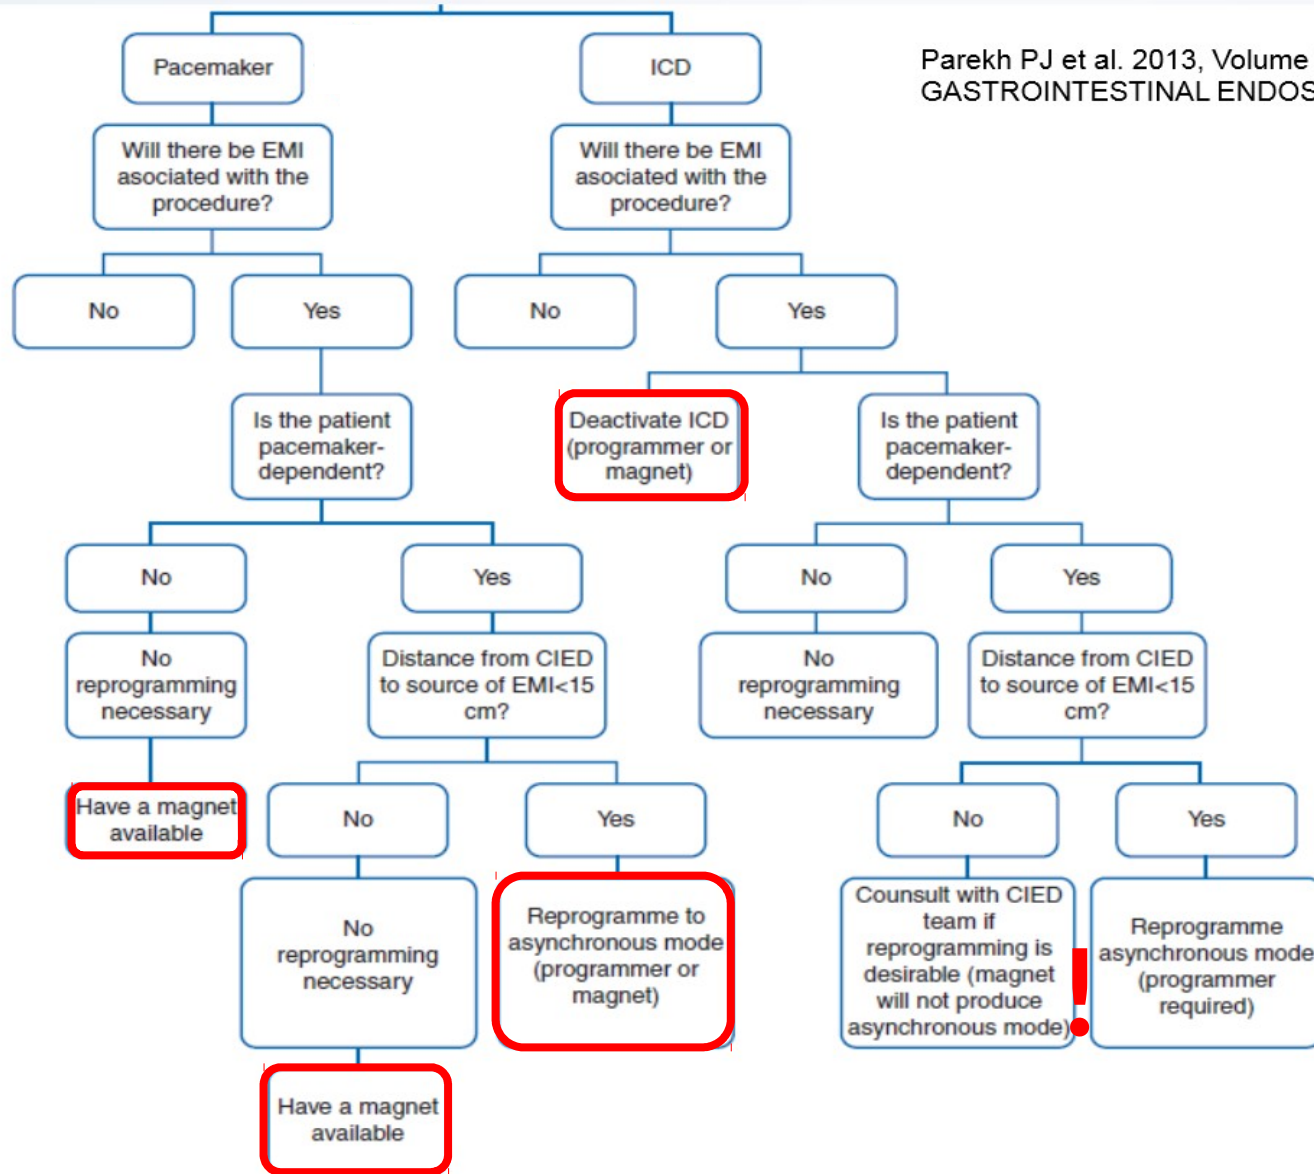 Pacemaker
ICD
Parekh PJ et al. 2013, Volume
GASTROINTESTINAL ENDOS
Will there be EMI
asociated with the
procedure?
Will there be EMI
asociated with the
procedure?
No
Yes
No
Yes
Is the patient
pacemaker-
dependent?
Deactivate ICD
(programmer or
magnet)
Is the patient
pacemaker-
dependent?
No
Yes
No
Yes
No
reprogramming
necessary
Distance from CIED
to source of EMI<15
cm?
No
reprogramming
necessary
Distance from CIED
to source of EMI<15
cm?
Have a magnet
available
No
Yes
No
Yes
No
reprogramming
necessary
Reprogramme to
asynchronous mode
(programmer or
magnet)
Counsult with CIED
team if
reprogramming is
desirable (magnet
will not produce
asynchronous mode)
!
Reprogramme
asynchronous mode
(programmer
required)
Have a magnet
available